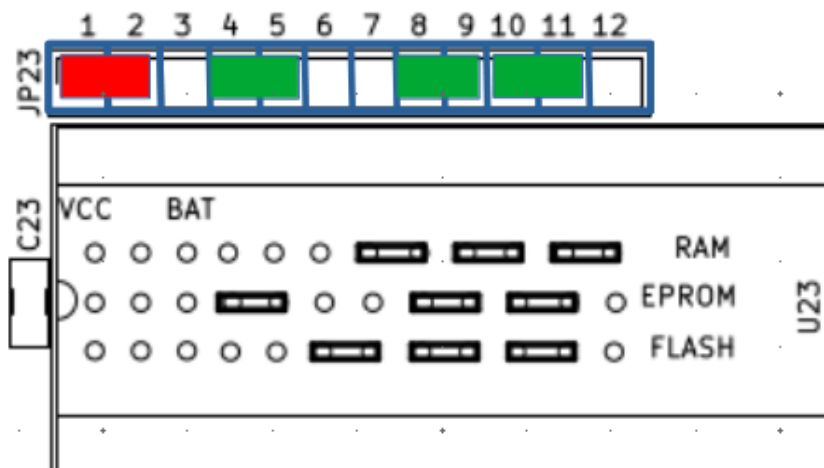 1 2 3 4 5 6 7 8 9 10 11 12
JP23
C23
VCC BAT
RAM
EPROM
FLASH
U23